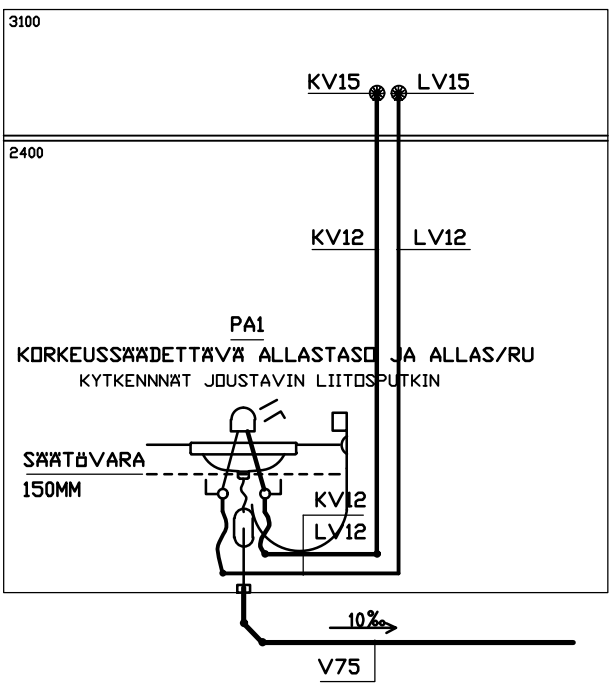 3100
KV15 LV15
2400
KV12 LV12
PA1
KORKEUSSÄÄDETTÄVÄ ALLASTASO JA ALLAS/RU
KYTKENNNÄT JOUSTAVIN LIITOSPUTKIN
SÄÄTÖVARA
150MM
KV12
LV12
10‰
V75